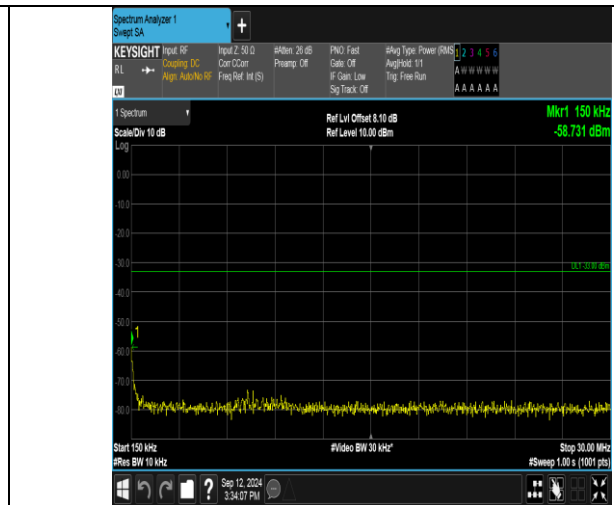 Spectrum Analyzer 1
Swept SA
+
KEYSIGHT Input: RF Input Z: 50 Ω #Atten: 26 dB PNO: Fast #Avg Type: Power (RMS 1 2 3 4 5 6
RL Coupling: DC Corr CCorr Preamp: Off Gate: Off Avg|Hold: 1/1 A W W W W W
Align: Auto/No RF Freq Ref: Int (S) IF Gain: Low Trig: Free Run
Sig Track: Off A A A A A A
LXI
1 Spectrum Ref Lvl Offset 8.10 dB Mkr1 150 kHz
Scale/Div 10 dB Ref Level 10.00 dBm -58.731 dBm
Log
0.00
-10.0
-20.0
-30.0
DL1 -33.00 dBm
-40.0
-50.0
1
-60.0
-70.0
-80.0
Start 150 kHz #Video BW 30 kHz* Stop 30.00 MHz
#Res BW 10 kHz #Sweep 1.00 s (1001 pts)
? Sep 12, 2024
3:34:07 PM